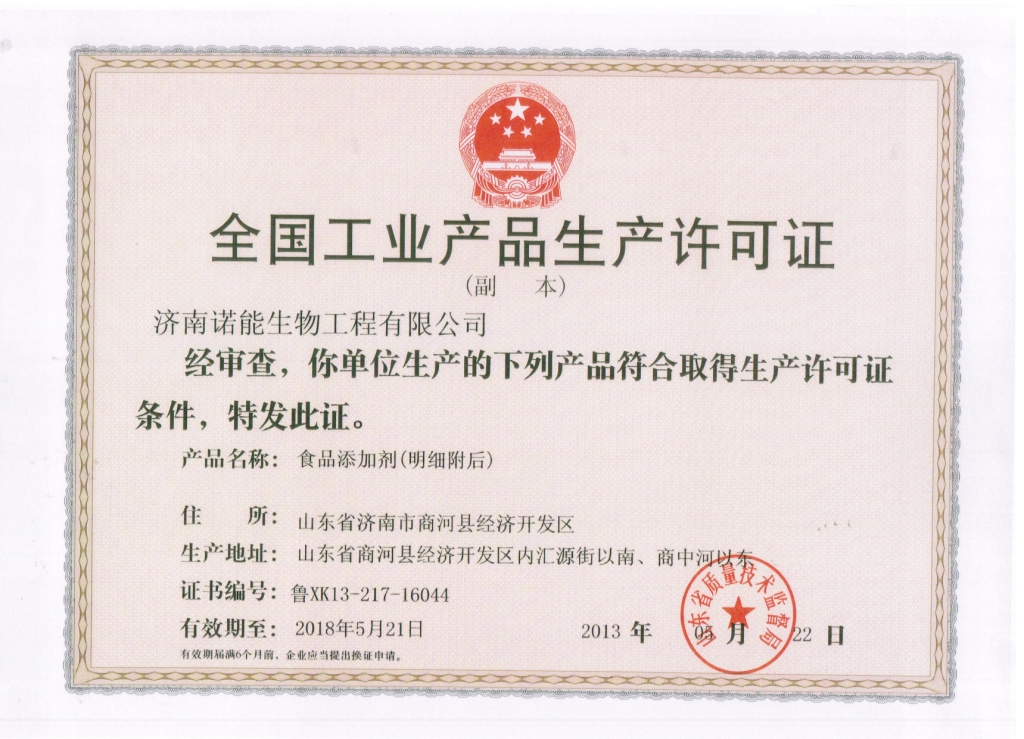 全国工业产品生产许可证
(副 本)
济南诺能生物工程有限公司
经审查，你单位生产的下列产品符合取得生产许可证
条件，特发此证。
产品名称： 食品添加剂(明细附后)
住 所： 山东省济南市商河县经济开发区
生产地址： 山东省商河县经济开发区内汇源街以南、商中河以东
证书编号： 鲁XK13-217-16044
有效期至： 2018年5月21日
2013 年 05 月 22 日
山东省质量技术监督局
有效期届满6个月前，企业应当提出换证申请。